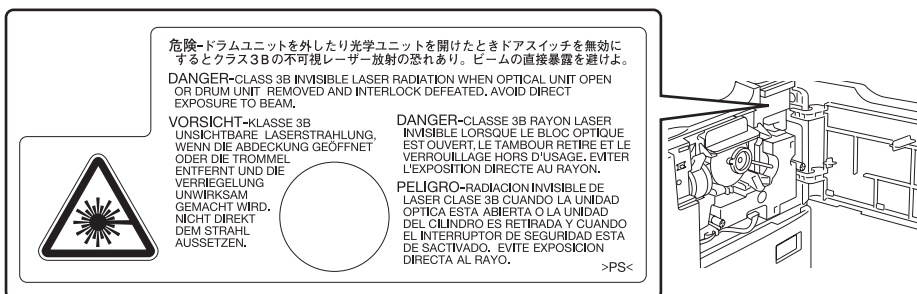 危険-ドラムユニットを外したり光学ユニットを開けたときドアスイッチを無効に
するとクラス3Bの不可視レーザー放射の恐れあり。ビームの直接暴露を避けよ。
DANGER-CLASS 3B INVISIBLE LASER RADIATION WHEN OPTICAL UNIT OPEN
OR DRUM UNIT REMOVED AND INTERLOCK DEFEATED. AVOID DIRECT
EXPOSURE TO BEAM.
VORSICHT-KLASSE 3B
UNSICHTBARE LASERSTRAHLUNG,
WENN DIE ABDECKUNG GEÖFFNET
ODER DIE TROMMEL
ENTFERNT UND DIE
VERRIEGELUNG
UNWIRKSAM
GEMACHT WIRD.
NICHT DIREKT
DEM STRAHL
AUSSETZEN.
DANGER-CLASSE 3B RAYON LASER
INVISIBLE LORSQUE LE BLOC OPTIQUE
EST OUVERT, LE TAMBOUR RETIRE ET LE
VERROUILLAGE HORS D'USAGE. EVITER
L'EXPOSITION DIRECTE AU RAYON.
PELIGRO-RADIACION INVISIBLE DE
LASER CLASE 3B CUANDO LA UNIDAD
OPTICA ESTA ABIERTA O LA UNIDAD
DEL CILINDRO ES RETIRADA Y CUANDO
EL INTERRUPTOR DE SEGURIDAD ESTA
DE SACTIVADO. EVITE EXPOSICION
DIRECTA AL RAYO.
>PS<